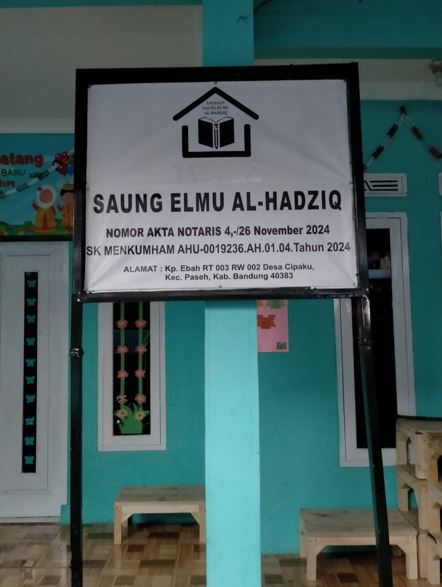 YAYASAN
SAUNG ELMU
AL-HADZIQ
SAUNG ELMU AL-HADZIQ
NOMOR AKTA NOTARIS 4,-/26 November 2024
SK MENKUMHAM AHU-0019236.AH.01.04.Tahun 2024
ALAMAT : Kp. Ebah RT 003 RW 002 Desa Cipaku,
Kec. Paseh, Kab. Bandung 40383
atang
BARU